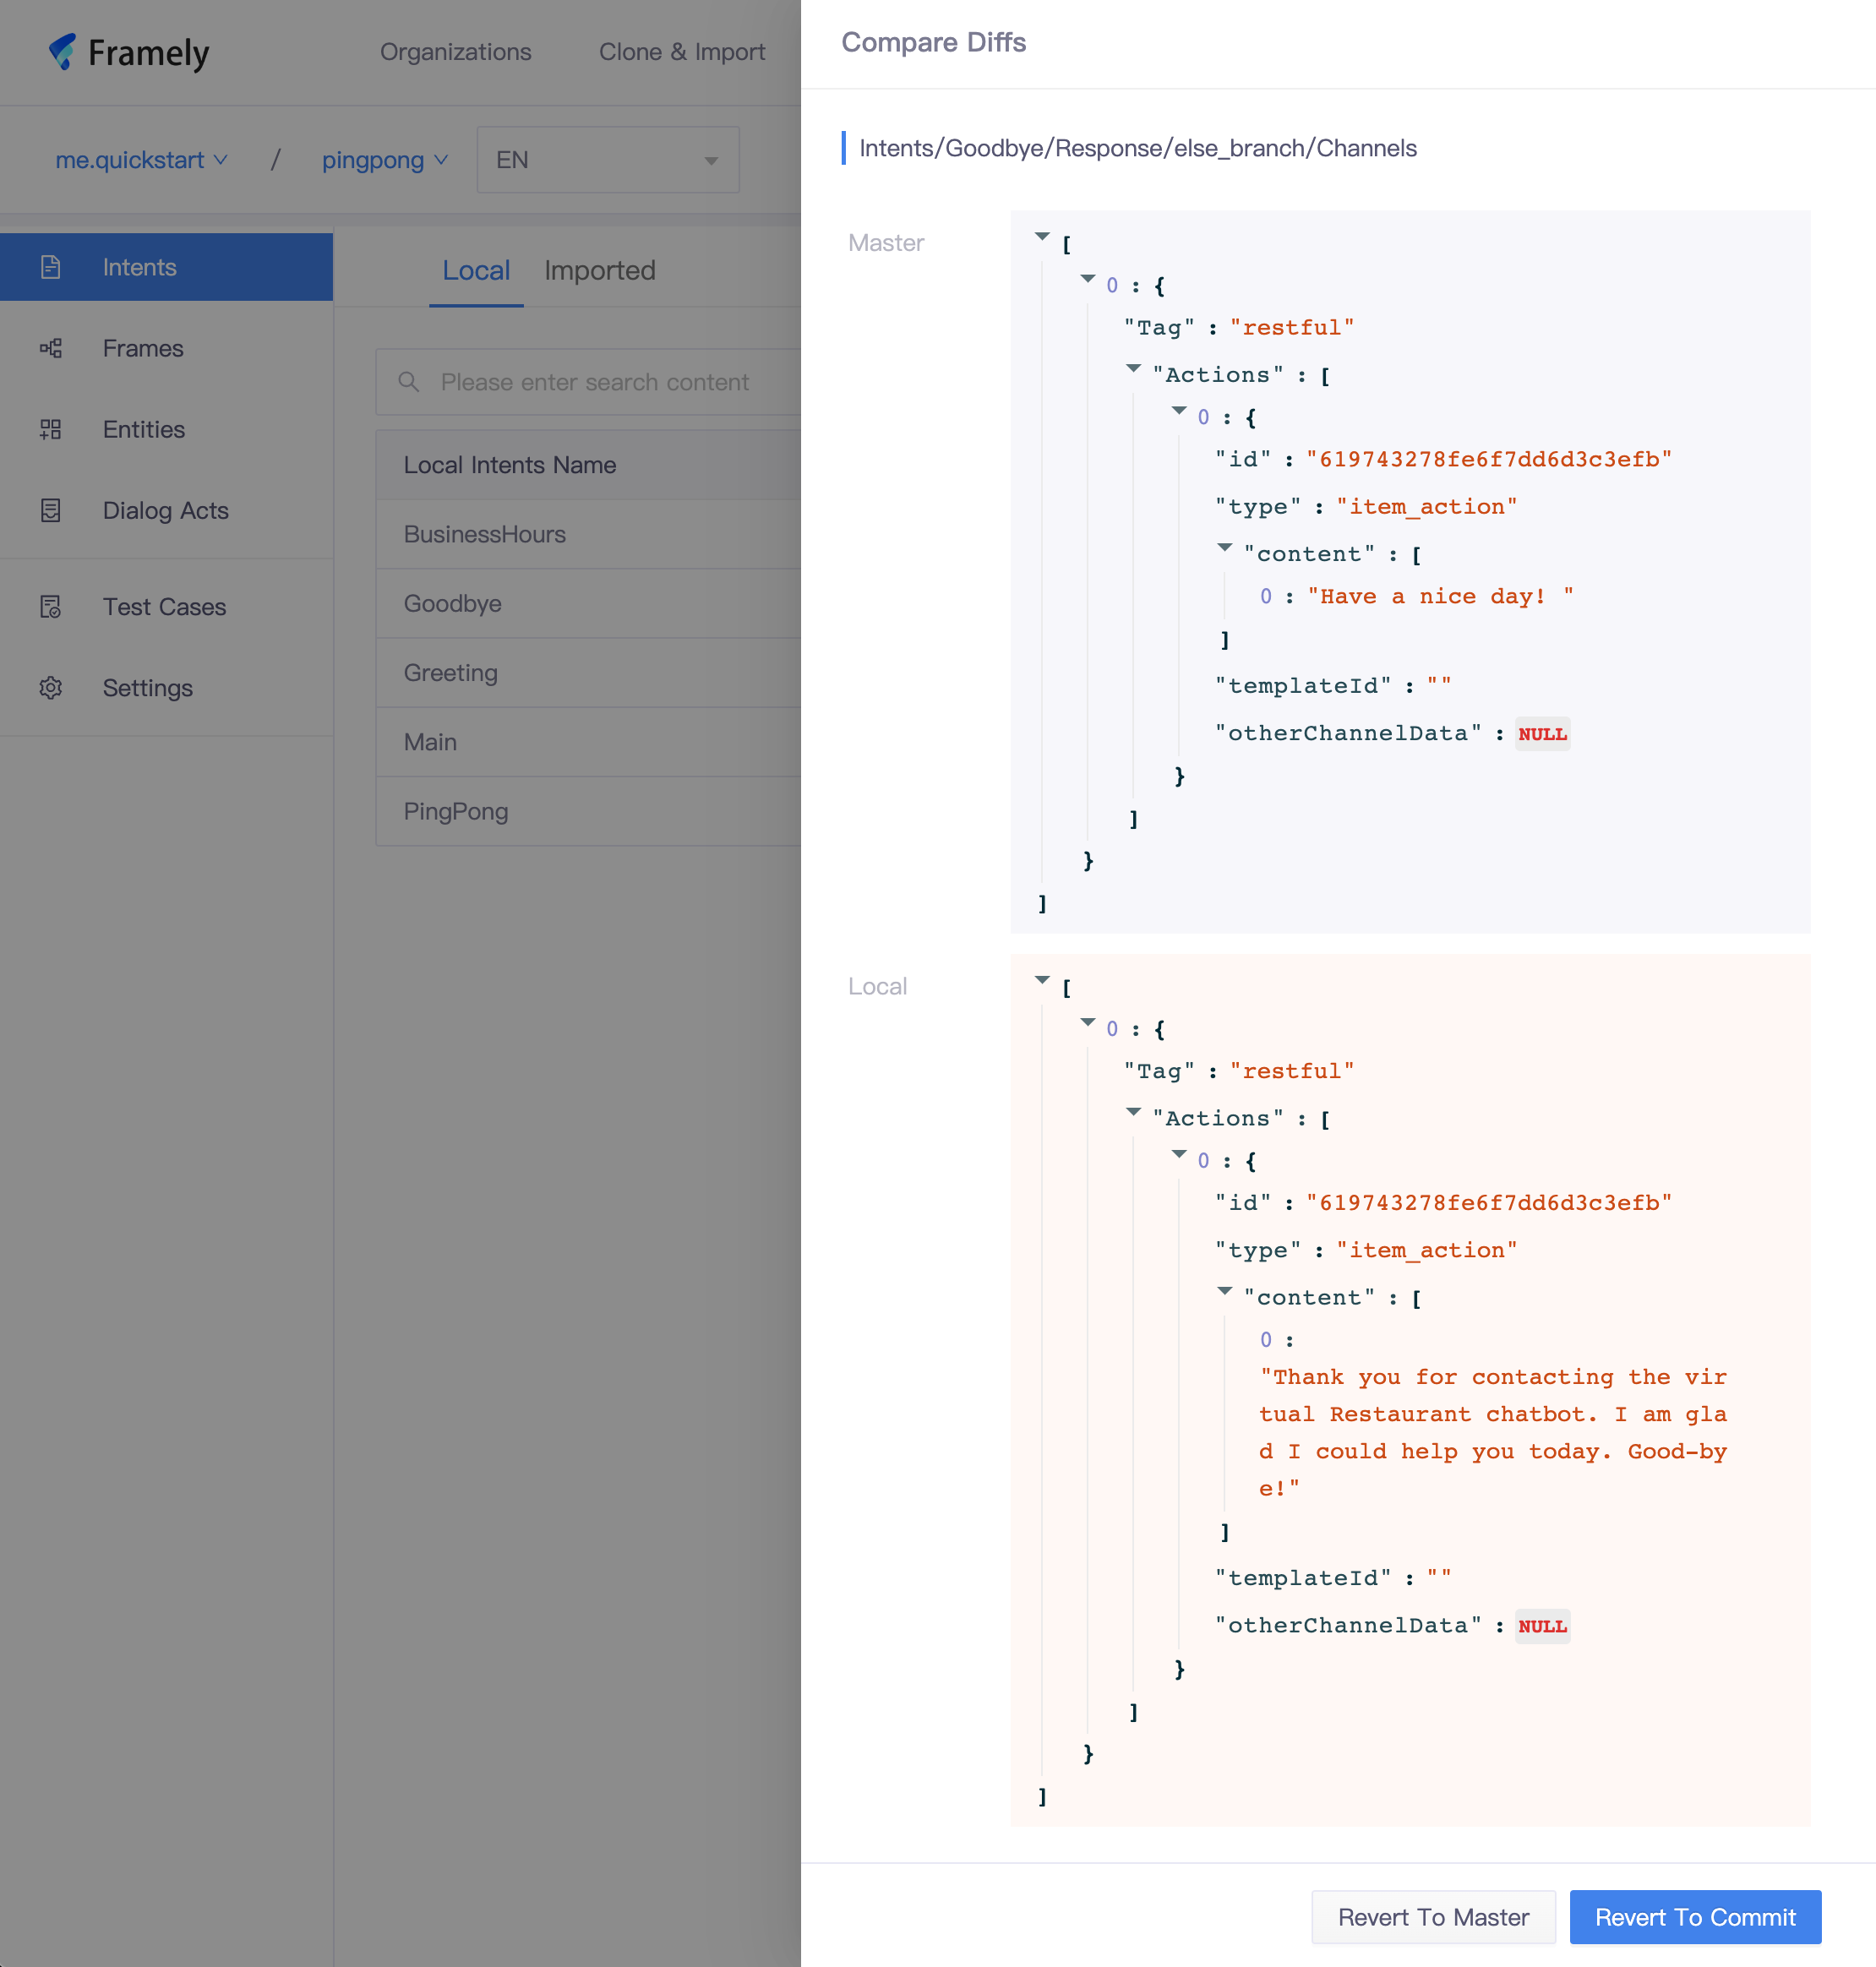 Framely
Organizations
Clone & Import
me.quickstart
/
pingpong
EN
Intents
Frames
Entities
Dialog Acts
Test Cases
Settings
Local
Imported
Please enter search content
Local Intents Name
BusinessHours
Goodbye
Greeting
Main
PingPong
Compare Diffs
Intents/Goodbye/Response/else_branch/Channels
Master
[
0 : {
"Tag" : "restful"
"Actions" : [
0 : {
"id" : "619743278fe6f7dd6d3c3efb"
"type" : "item_action"
"content" : [
0 : "Have a nice day! "
]
"templateId" : ""
"otherChannelData" : NULL
}
]
}
]
Local
[
0 : {
"Tag" : "restful"
"Actions" : [
0 : {
"id" : "619743278fe6f7dd6d3c3efb"
"type" : "item_action"
"content" : [
0 :
"Thank you for contacting the vir
tual Restaurant chatbot. I am gla
d I could help you today. Good-by
e!"
]
"templateId" : ""
"otherChannelData" : NULL
}
]
}
]
Revert To Master
Revert To Commit